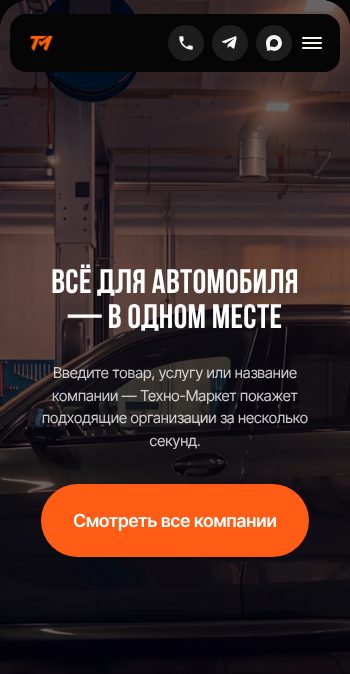 TM
ВСЁ ДЛЯ АВТОМОБИЛЯ
— В ОДНОМ МЕСТЕ
Введите товар, услугу или название
компании — Техно-Маркет покажет
подходящие организации за несколько
секунд.
Смотреть все компании